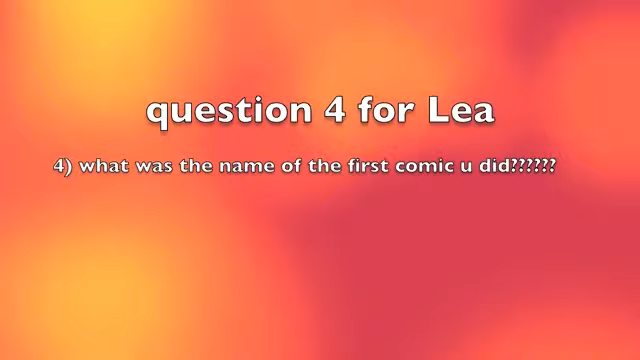 question 4 for Lea
4) what was the name of the first comic u did??????